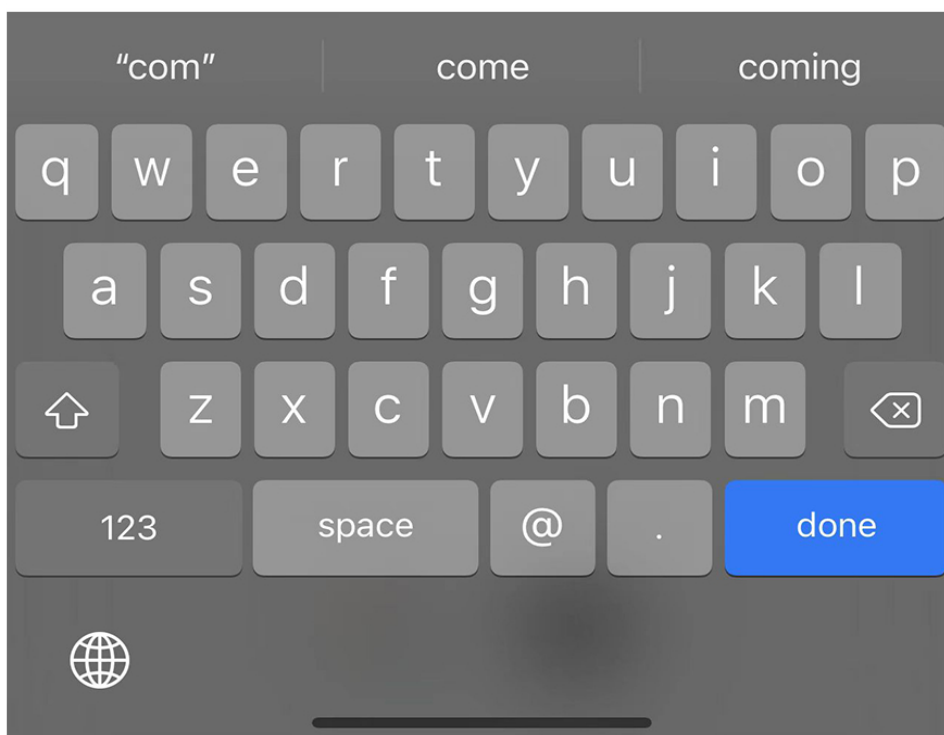 “com” come coming
q w e r t y u i o p
a s d f g h j k l
z x c v b n m
123 space @ . done